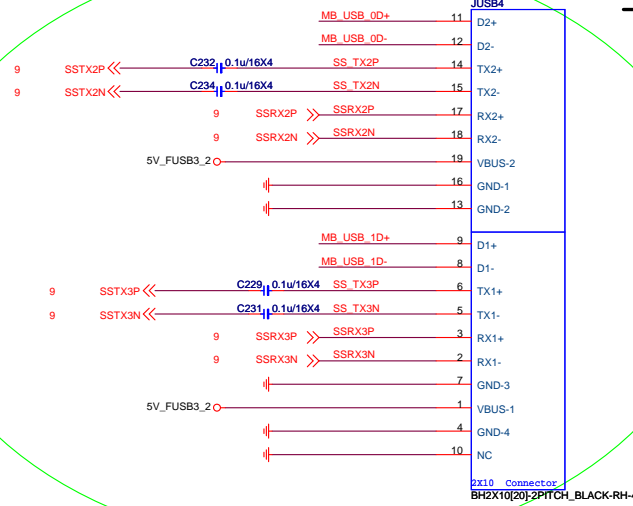 JUSB4
MB_USB_0D+ 11 D2+
MB_USB_0D- 12 D2-
9 SSTX2P C232 0.1u/16X4 SS_TX2P 14 TX2+
9 SSTX2N C234 0.1u/16X4 SS_TX2N 15 TX2-
9 SSRX2P SSRX2P 17 RX2+
9 SSRX2N SSRX2N 18 RX2-
5V_FUSB3_2 19 VBUS-2
16 GND-1
13 GND-2
MB_USB_1D+ 9 D1+
MB_USB_1D- 8 D1-
9 SSTX3P C229 0.1u/16X4 SS_TX3P 6 TX1+
9 SSTX3N C231 0.1u/16X4 SS_TX3N 5 TX1-
9 SSRX3P SSRX3P 3 RX1+
9 SSRX3N SSRX3N 2 RX1-
7 GND-3
5V_FUSB3_2 1 VBUS-1
4 GND-4
10 NC
2X10 Connector
BH2X10[20]-2PITCH_BLACK-RH-